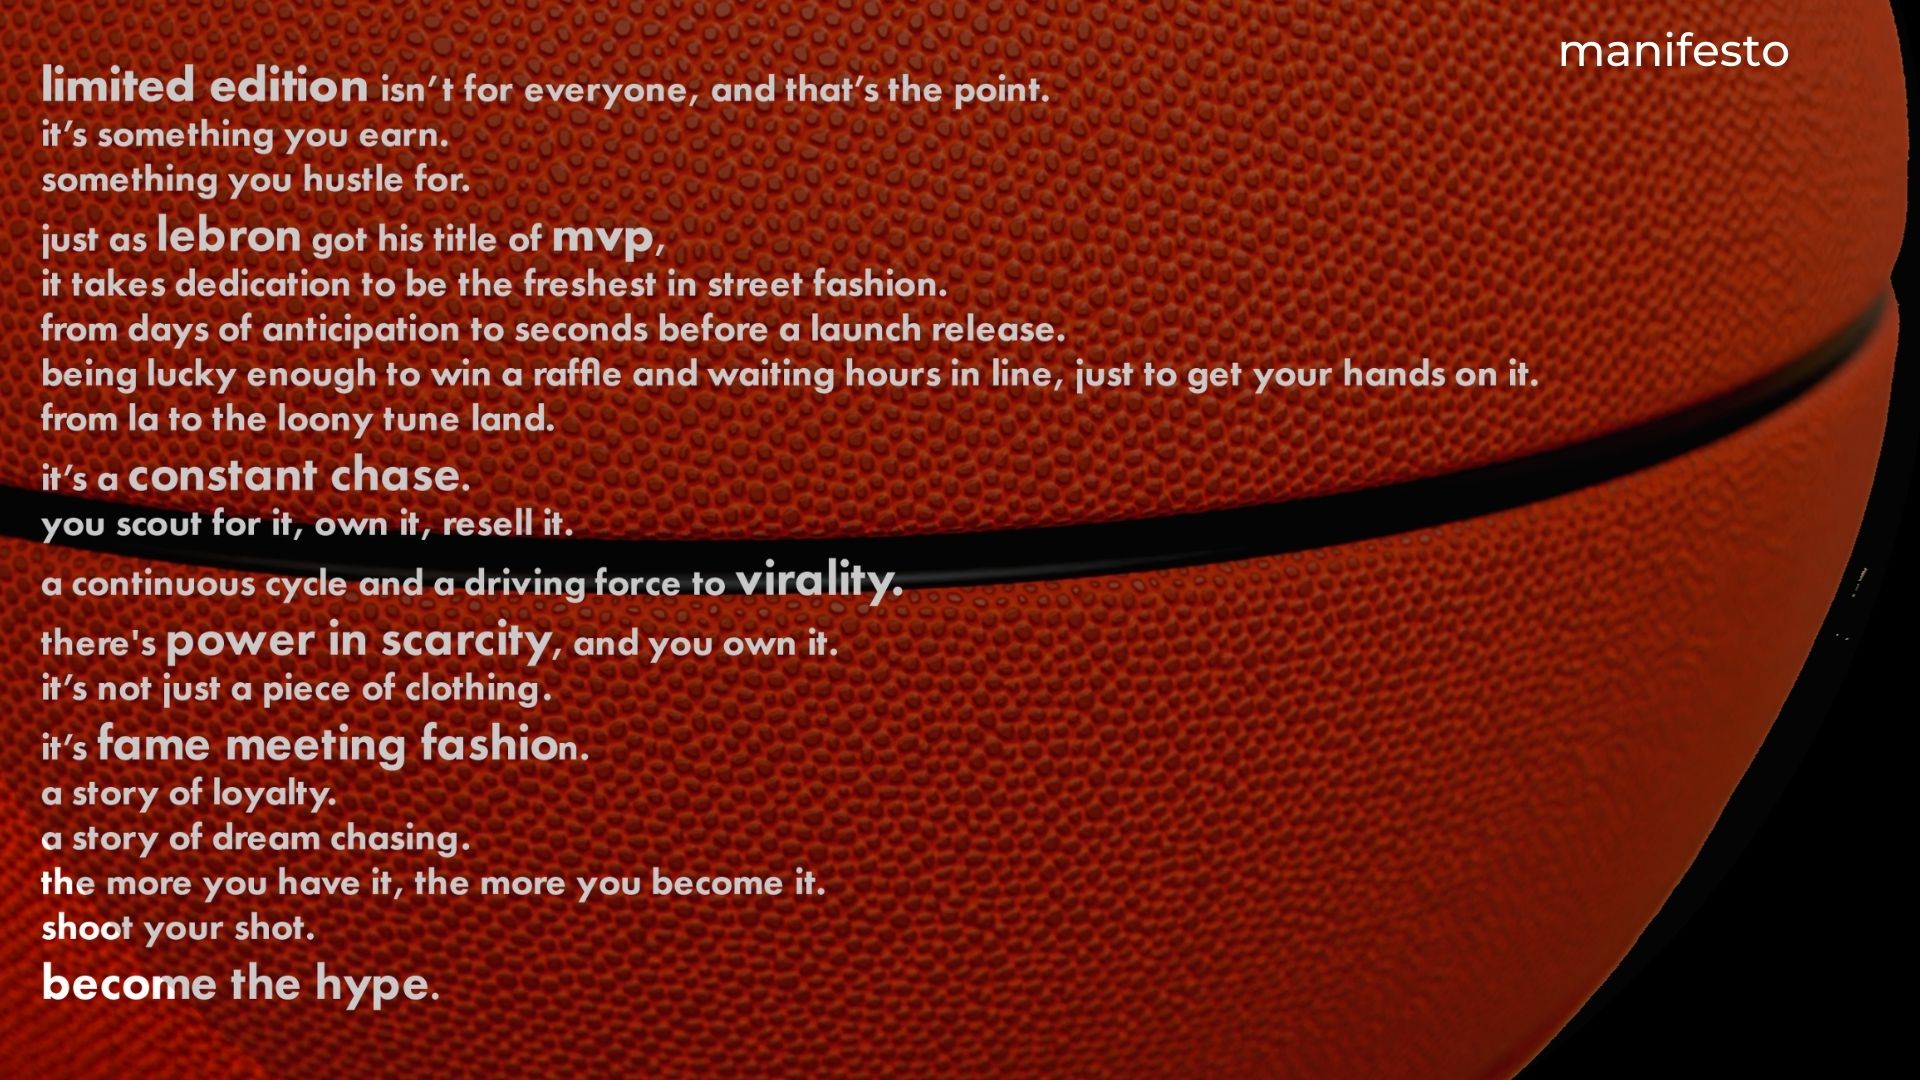 manifesto
limited edition isn’t for everyone, and that’s the point.
it’s something you earn.
something you hustle for.
just as lebron got his title of mvp,
it takes dedication to be the freshest in street fashion.
from days of anticipation to seconds before a launch release.
being lucky enough to win a raffle and waiting hours in line, just to get your hands on it.
from la to the loony tune land.
it’s a constant chase.
you scout for it, own it, resell it.
a continuous cycle and a driving force to virality.
there's power in scarcity, and you own it.
it’s not just a piece of clothing.
it’s fame meeting fashion.
a story of loyalty.
a story of dream chasing.
the more you have it, the more you become it.
shoot your shot.
become the hype.